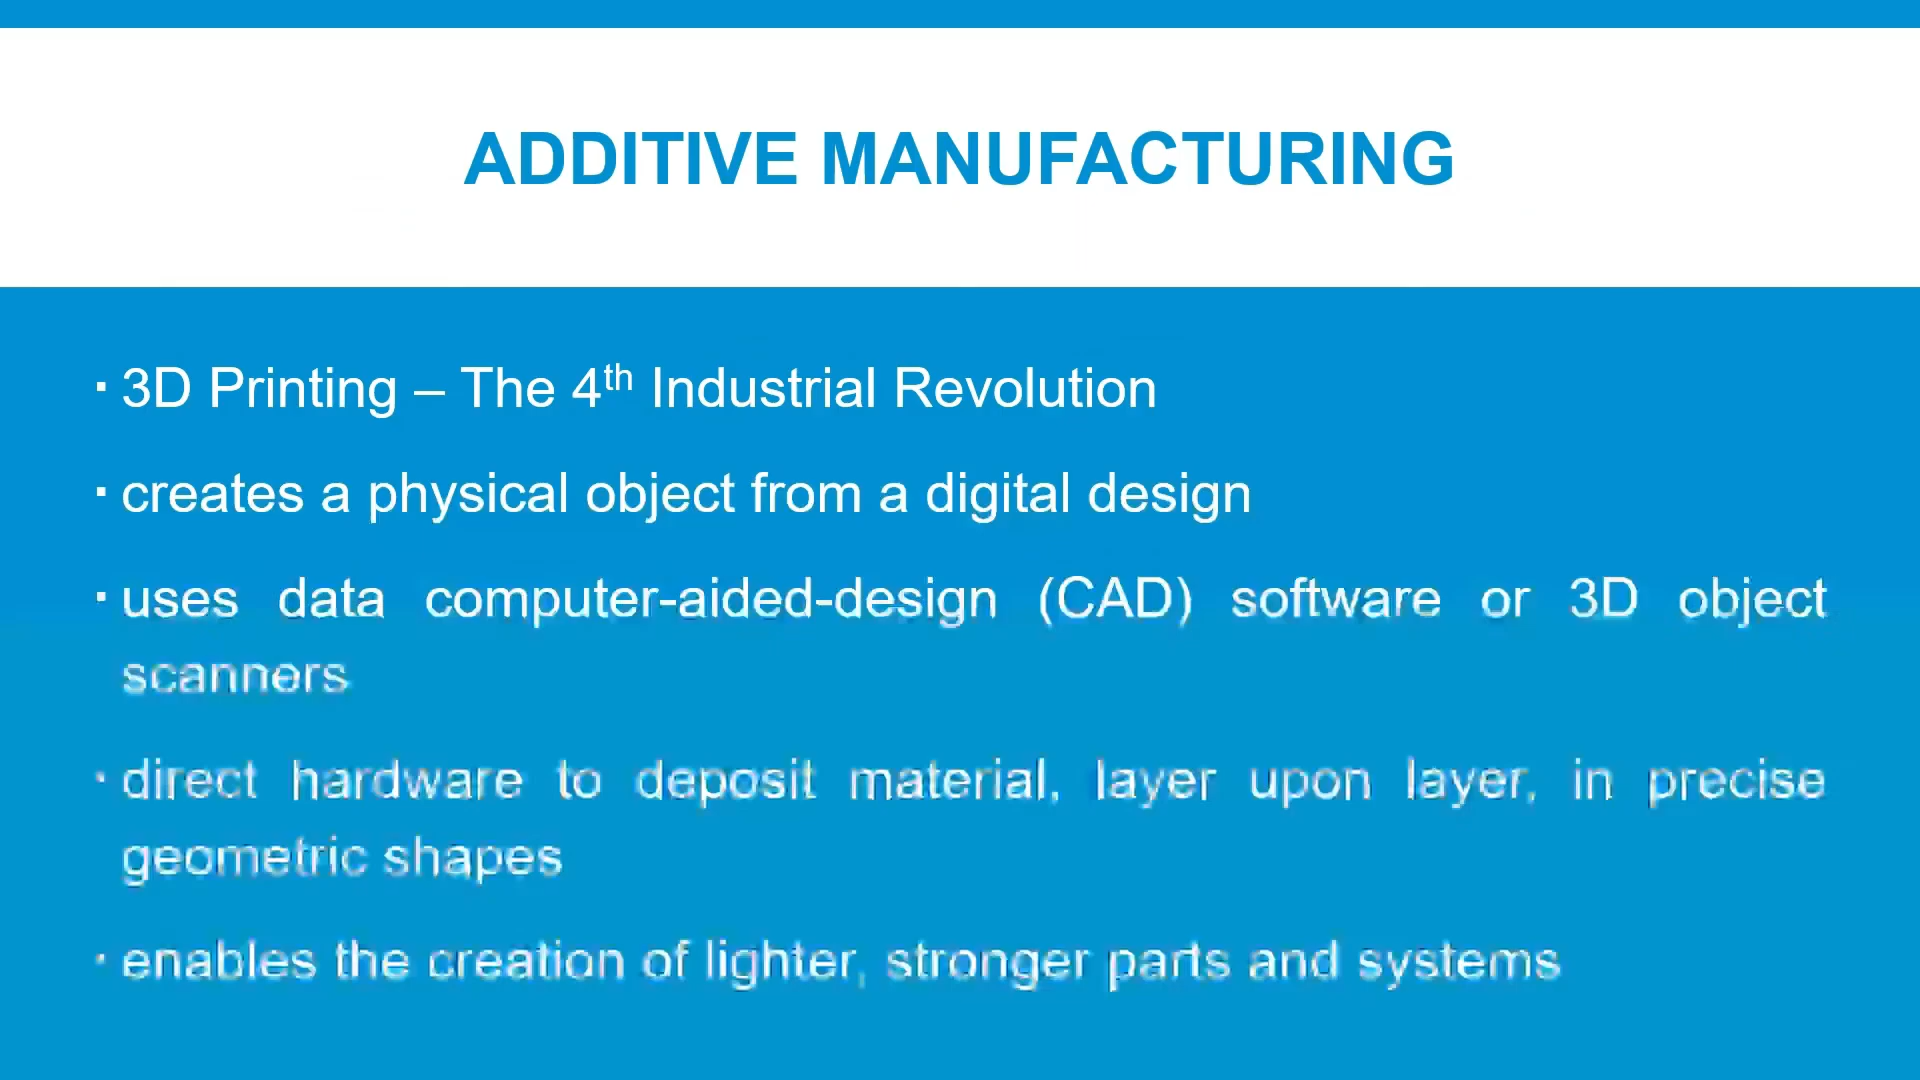 ADDITIVE MANUFACTURING
▪ 3D Printing – The 4th Industrial Revolution
▪ creates a physical object from a digital design
▪ uses data computer-aided-design (CAD) software or 3D object
scanners
▪ direct hardware to deposit material, layer upon layer, in precise
geometric shapes
▪ enables the creation of lighter, stronger parts and systems